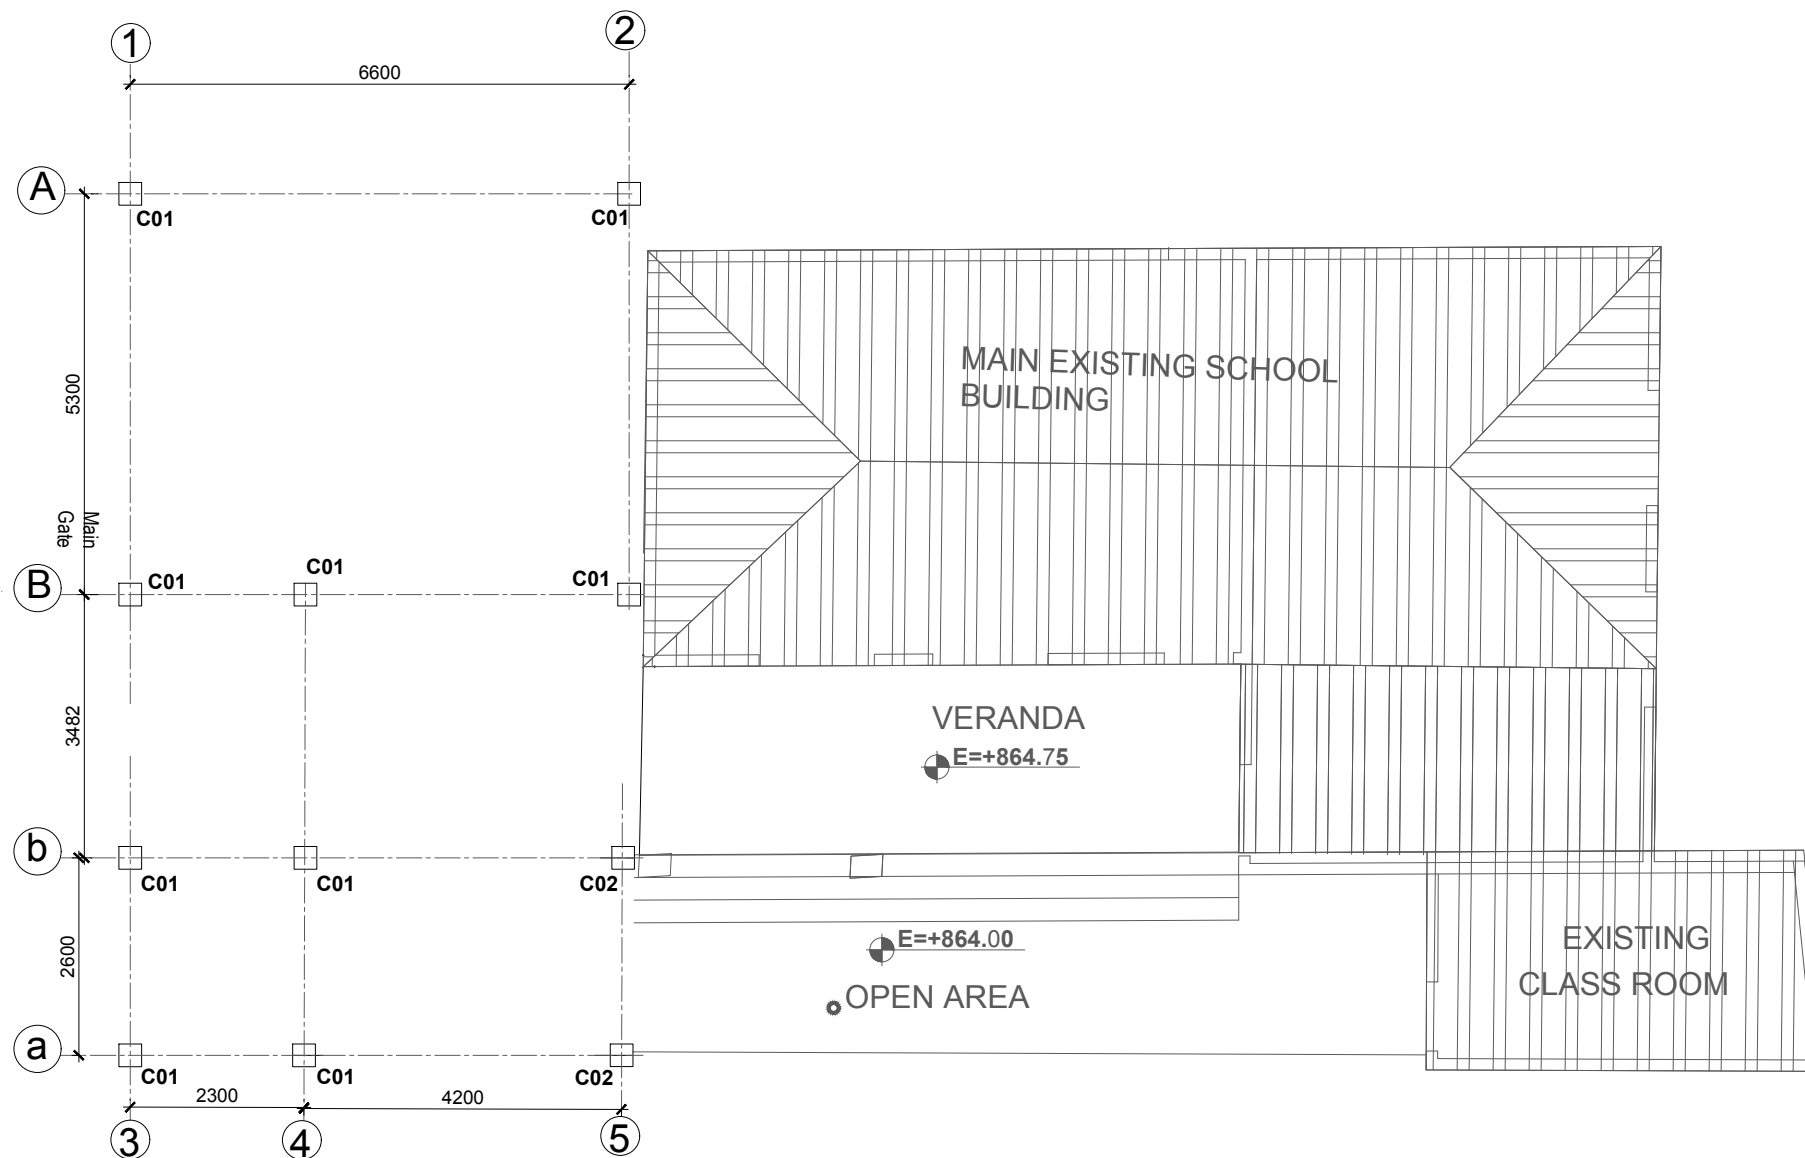 1
2
6600
A
C01
C01
MAIN EXISTING SCHOOL
BUILDING
5300
Main
Gate
B
C01
C01
C01
3482
VERANDA
E=+864.75
b
C01
C01
C02
2600
E=+864.00
OPEN AREA
EXISTING
CLASS ROOM
a
C01
C01
C02
2300
4200
3
4
5